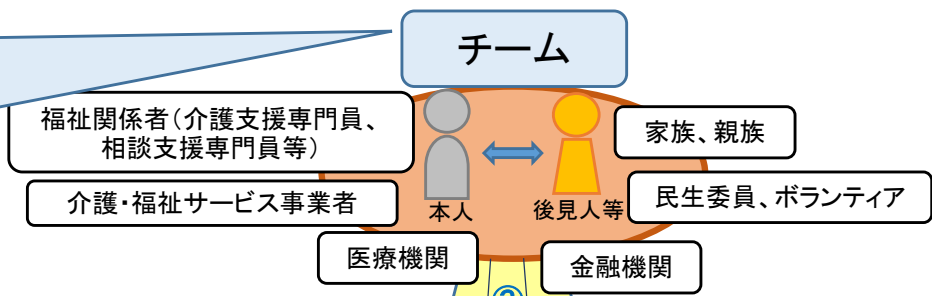 チーム
福祉関係者(介護支援専門員、
相談支援専門員等)
家族、親族
介護・福祉サービス事業者
本人
後見人等
民生委員、ボランティア
医療機関
金融機関